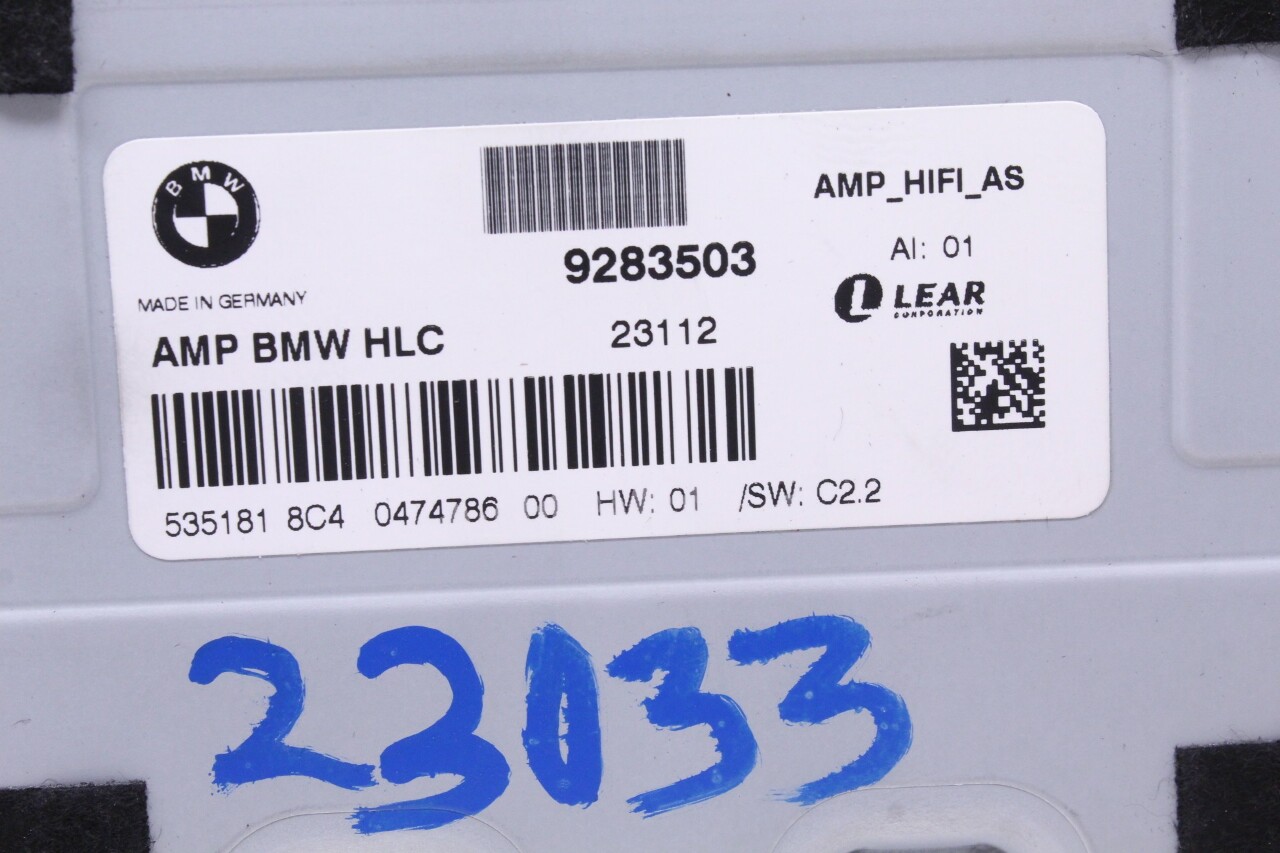 BMW
MADE IN GERMANY
AMP BMW HLC
9283503
23112
AMP_HIFI_AS
AI: 01
L LEAR
CORPORATION
535181 8C4 0474786 00 HW: 01 /SW: C2.2
23033